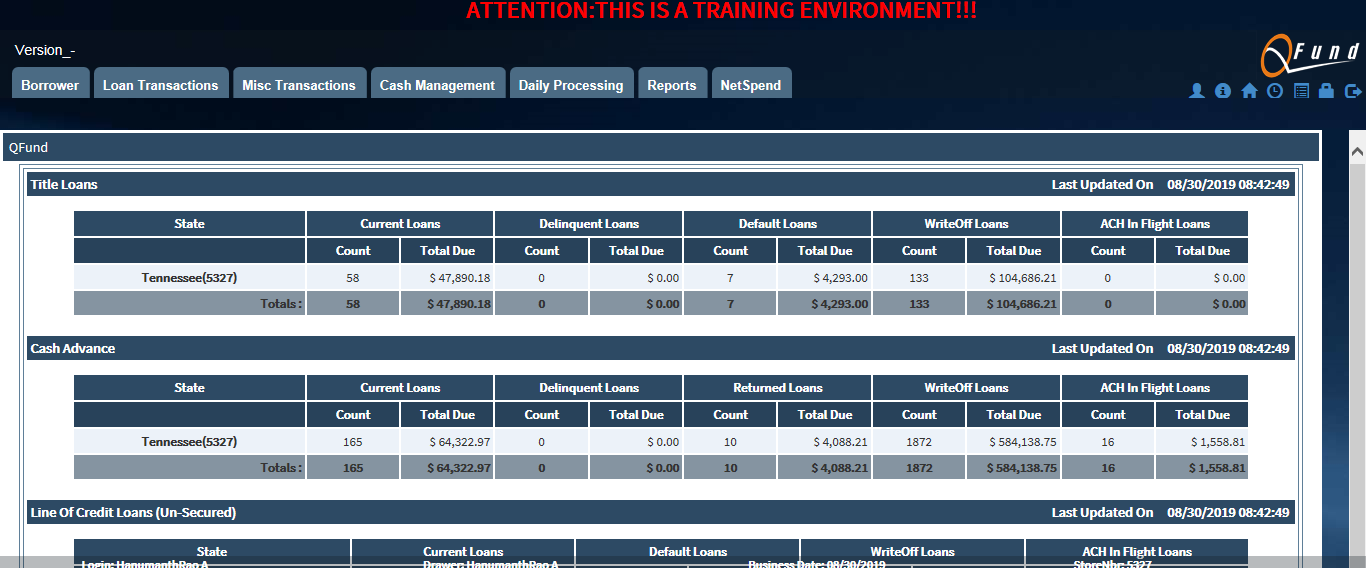 ATTENTION:THIS IS A TRAINING ENVIRONMENT!!!
Version_-
QFund
Borrower Loan Transactions Misc Transactions Cash Management Daily Processing Reports NetSpend
QFund
Title Loans Last Updated On 08/30/2019 08:42:49
State Current Loans Delinquent Loans Default Loans WriteOff Loans ACH In Flight Loans
Count Total Due Count Total Due Count Total Due Count Total Due Count Total Due
Tennessee(5327) 58 $ 47,890.18 0 $ 0.00 7 $ 4,293.00 133 $ 104,686.21 0 $ 0.00
Totals : 58 $ 47,890.18 0 $ 0.00 7 $ 4,293.00 133 $ 104,686.21 0 $ 0.00
Cash Advance Last Updated On 08/30/2019 08:42:49
State Current Loans Delinquent Loans Returned Loans WriteOff Loans ACH In Flight Loans
Count Total Due Count Total Due Count Total Due Count Total Due Count Total Due
Tennessee(5327) 165 $ 64,322.97 0 $ 0.00 10 $ 4,088.21 1872 $ 584,138.75 16 $ 1,558.81
Totals : 165 $ 64,322.97 0 $ 0.00 10 $ 4,088.21 1872 $ 584,138.75 16 $ 1,558.81
Line Of Credit Loans (Un-Secured) Last Updated On 08/30/2019 08:42:49
State Current Loans Default Loans WriteOff Loans ACH In Flight Loans
Login: HanumanthRao A Drawer: HanumanthRao A Business Date: 08/30/2019 StoreNbr: 5327